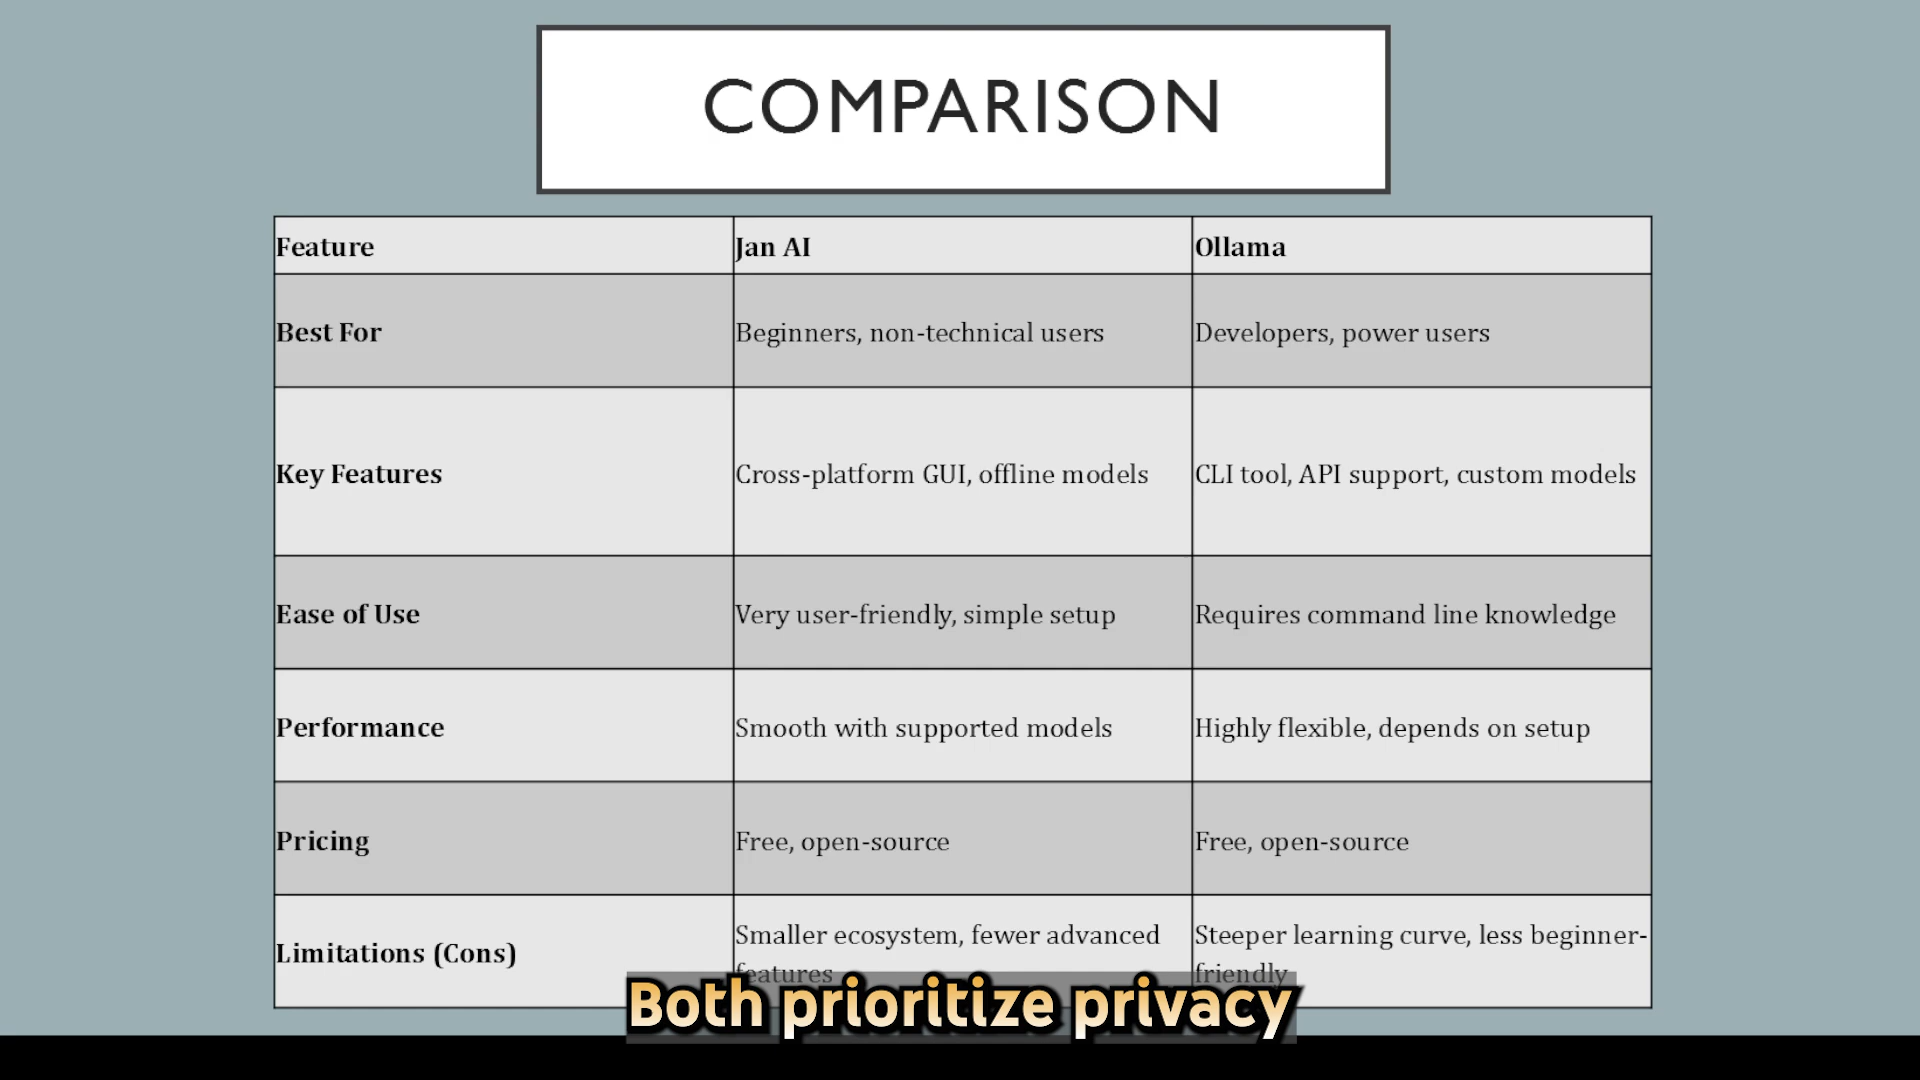 COMPARISON
Feature Jan AI Ollama
Best For Beginners, non-technical users Developers, power users
Key Features Cross-platform GUI, offline models CLI tool, API support, custom models
Ease of Use Very user-friendly, simple setup Requires command line knowledge
Performance Smooth with supported models Highly flexible, depends on setup
Pricing Free, open-source Free, open-source
Limitations (Cons) Smaller ecosystem, fewer advanced
features
Steeper learning curve, less beginner-
friendly
Both prioritize privacy